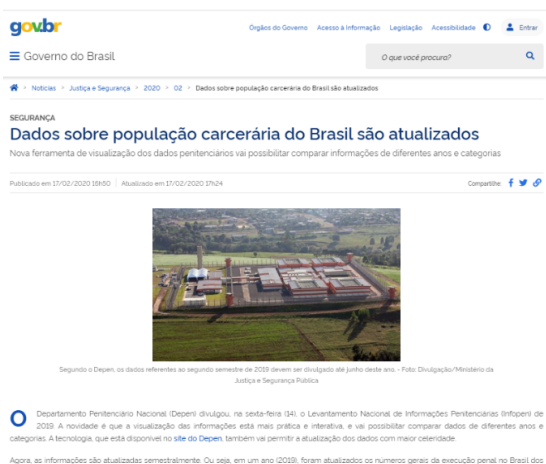 gov.br
Órgãos do Governo Acesso à Informação Legislação Acessibilidade Entrar
Governo do Brasil
O que você procura?
> Notícias > Justiça e Segurança > 2020 > 02 > Dados sobre população carcerária do Brasil são atualizados
SEGURANÇA
Dados sobre população carcerária do Brasil são atualizados
Nova ferramenta de visualização dos dados penitenciários vai possibilitar comparar informações de diferentes anos e categorias
Publicado em 17/02/2020 16h50 | Atualizado em 17/02/2020 17h24
Compartilhe:
Segundo o Depen, os dados referentes ao segundo semestre de 2019 devem ser divulgado até junho deste ano. - Foto: Divulgação/Ministério da
Justiça e Segurança Pública
O Departamento Penitenciário Nacional (Depen) divulgou, na sexta-feira (14), o Levantamento Nacional de Informações Penitenciárias (Infopen) de
2019. A novidade é que a visualização das informações está mais prática e interativa, e vai possibilitar comparar dados de diferentes anos e
categorias. A tecnologia, que está disponível no site do Depen, também vai permitir a atualização dos dados com maior celeridade.
Agora, as informações são atualizadas semestralmente. Ou seja, em um ano (2019), foram atualizados os números gerais da execução penal no Brasil dos